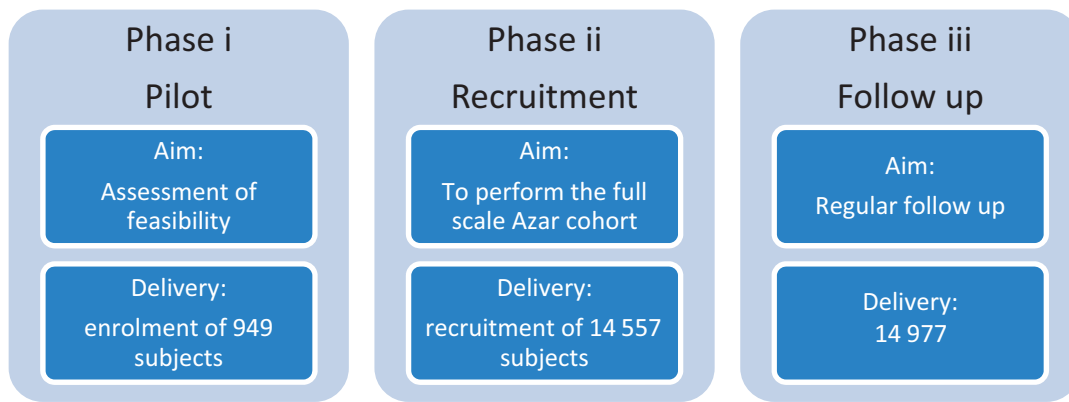 Phase i
Pilot
Aim:
Assessment of
feasibility
Delivery:
enrolment of 949
subjects
Phase ii
Recruitment
Aim:
To perform the full
scale Azar cohort
Delivery:
recruitment of 14 557
subjects
Phase iii
Follow up
Aim:
Regular follow up
Delivery:
14 977